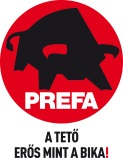 PREFA
A TETŐ
ERŐS MINT A BIKA!